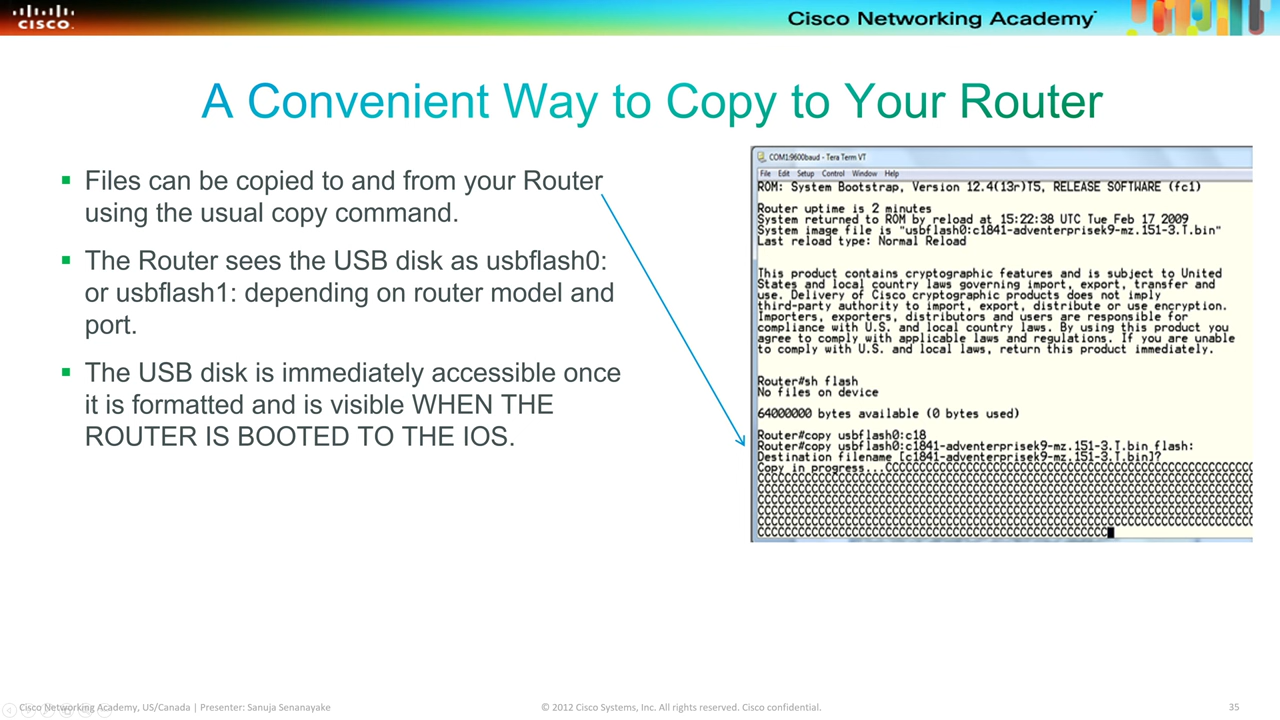 CISCO.
Cisco Networking Academy
A Convenient Way to Copy to Your Router
Files can be copied to and from your Router
using the usual copy command.
The Router sees the USB disk as usbflash0:
or usbflash1: depending on router model and
port.
The USB disk is immediately accessible once
it is formatted and is visible WHEN THE
ROUTER IS BOOTED TO THE IOS.
COM1:9600baud - Tera Term VT
File Edit Setup Control Window Help
ROM: System Bootstrap, Version 12.4(13r)T5, RELEASE SOFTWARE (fc1)
Router uptime is 2 minutes
System returned to ROM by reload at 15:22:38 UTC Tue Feb 17 2009
System image file is "usbflash0:c1841-adventerprisek9-mz.151-3.T.bin"
Last reload type: Normal Reload
This product contains cryptographic features and is subject to United
States and local country laws governing import, export, transfer and
use. Delivery of Cisco cryptographic products does not imply
third-party authority to import, export, distribute or use encryption.
Importers, exporters, distributors and users are responsible for
compliance with U.S. and local country laws. By using this product you
agree to comply with applicable laws and regulations. If you are unable
to comply with U.S. and local laws, return this product immediately.
Router#sh flash
No files on device
64000000 bytes available (0 bytes used)
Router#copy usbflash0:c18
Router#copy usbflash0:c1841-adventerprisek9-mz.151-3.T.bin flash:
Destination filename [c1841-adventerprisek9-mz.151-3.T.bin]?
Copy in progress...
Cisco Networking Academy, US/Canada | Presenter: Sanuja Senanayake
© 2012 Cisco Systems, Inc. All rights reserved. Cisco confidential.
35